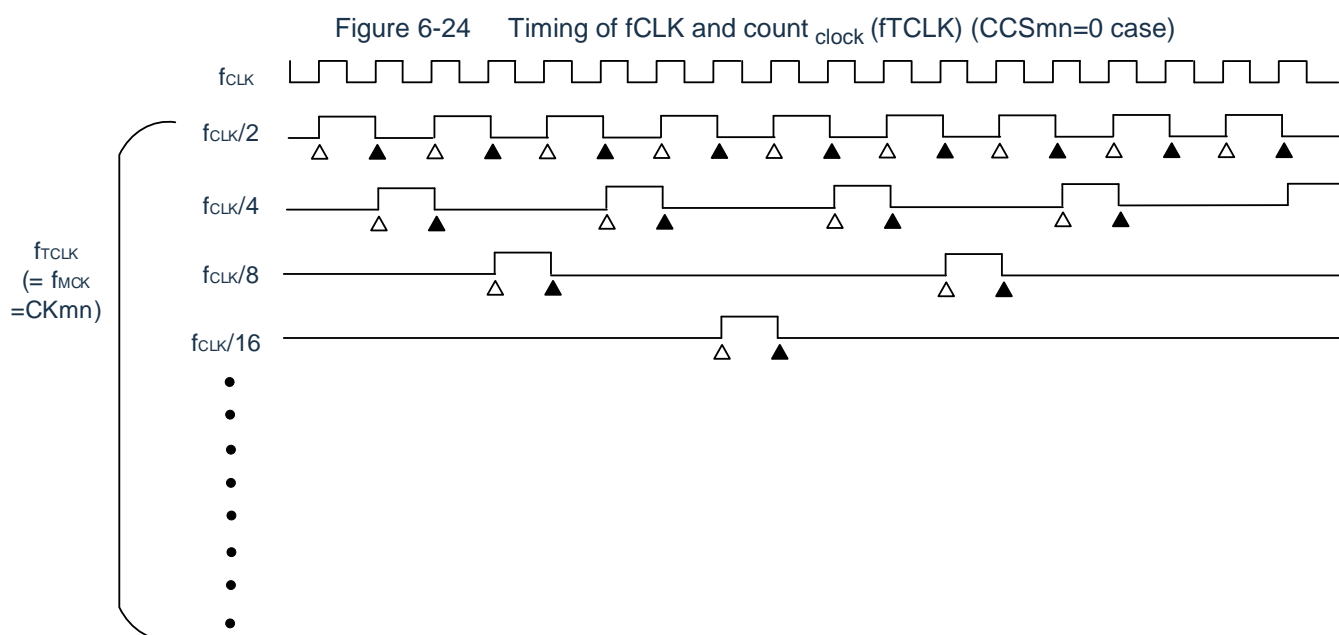 Figure 6-24 Timing of fCLK and count clock (fTCLK) (CCSmn=0 case)
fCLK
fCLK/2
fCLK/4
fCLK/8
fCLK/16
fTCLK
(= fMCK
=CKmn)